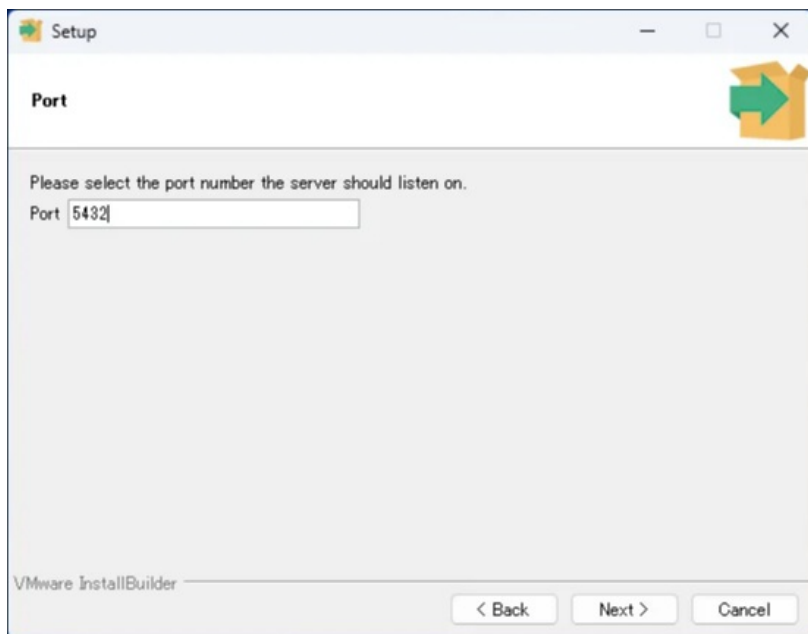 Setup
Port
Please select the port number the server should listen on.
Port 5432
VMware InstallBuilder
< Back Next > Cancel